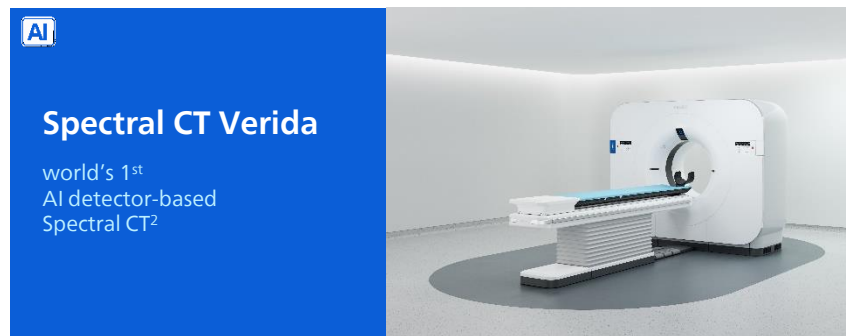 AI
Spectral CT Verida
world's 1st
AI detector-based
Spectral CT2